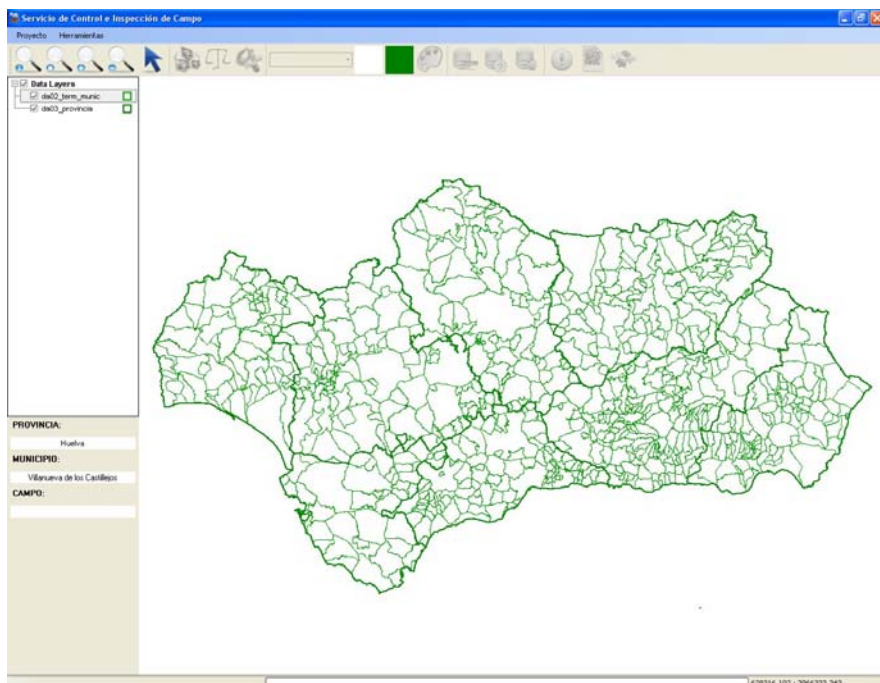 Servicio de Control e Inspección de Campo
Proyecto Herramientas
Data Layers
da02_term_munic
da03_provincia
PROVINCIA:
Huelva
MUNICIPIO:
Villanueva de los Castillejos
CAMPO: